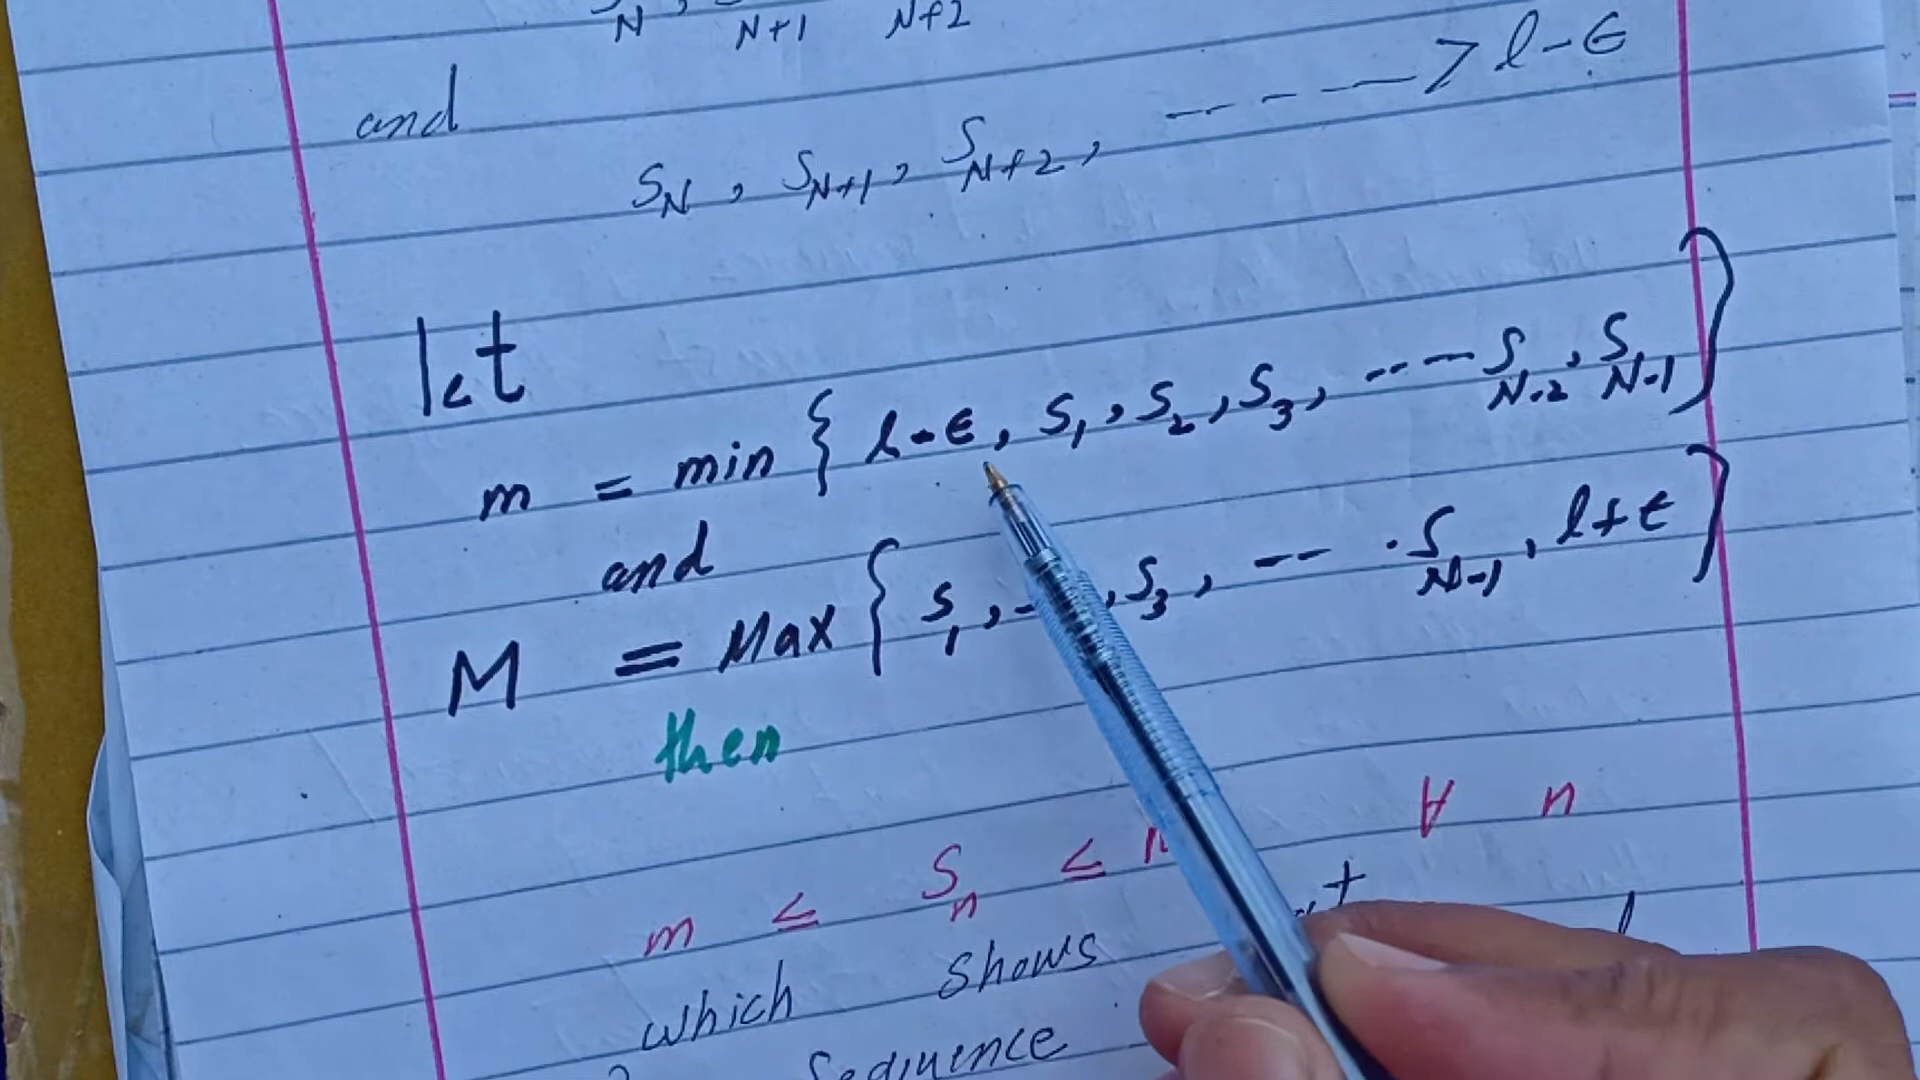 N , N+1 N+2
and
S_N , S_N+1 , S_N+2 , ------ > l-ϵ
let
m = min { l-ϵ, S_1 , S_2 , S_3 , ----- S_N-2 , S_N-1 }
and
M = Max { S_1 , , S_3 , --- . S_N-1 , l+ϵ }
then
m ≤ S_n ≤ ∀ n
which shows
Sequence